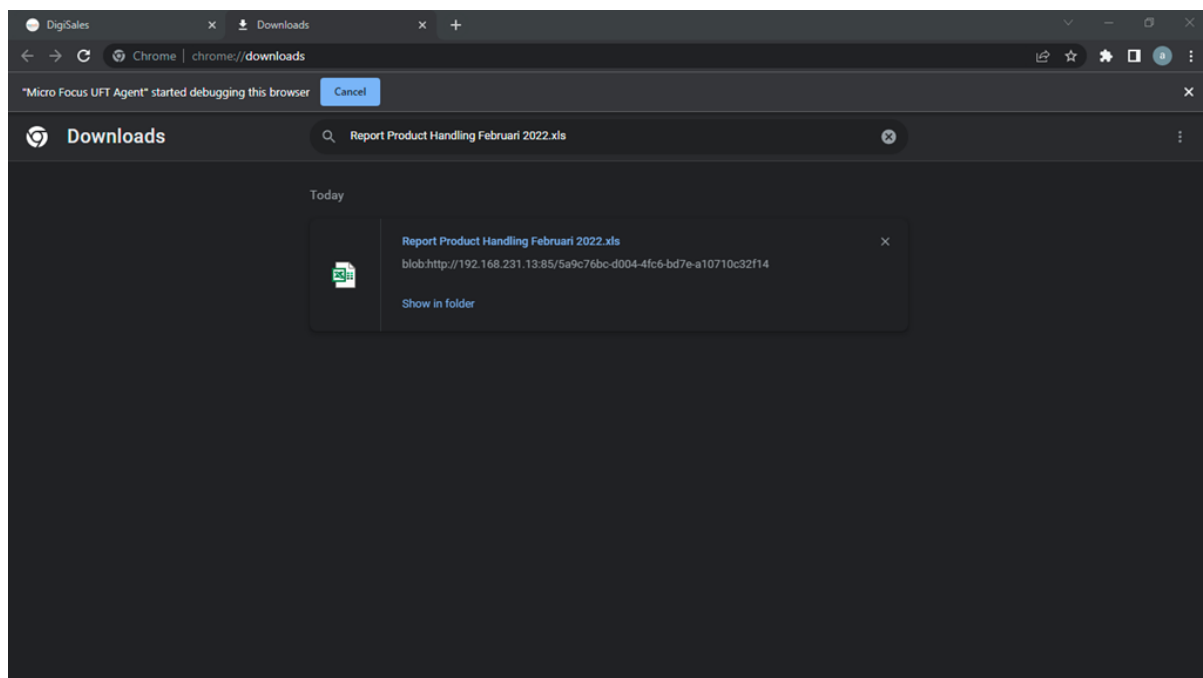 DigiSales
Downloads
Chrome | chrome://downloads
a
"Micro Focus UFT Agent" started debugging this browser
Cancel
Downloads
Report Product Handling Februari 2022.xls
Today
Report Product Handling Februari 2022.xls
blob:http://192.168.231.13:85/5a9c76bc-d004-4fc6-bd7e-a10710c32f14
Show in folder